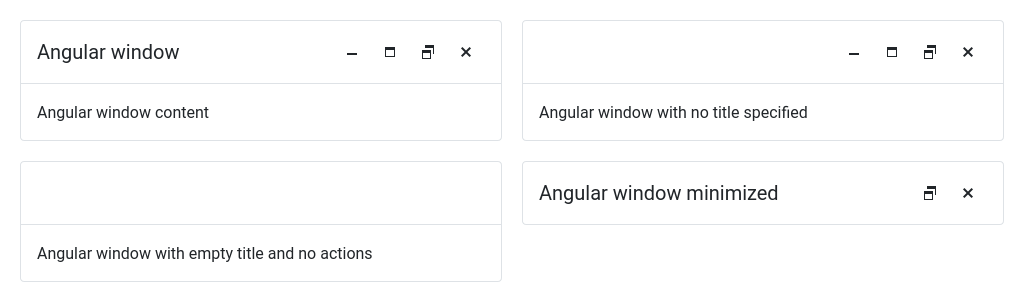 Angular window
Angular window content
Angular window with no title specified
Angular window with empty title and no actions
Angular window minimized